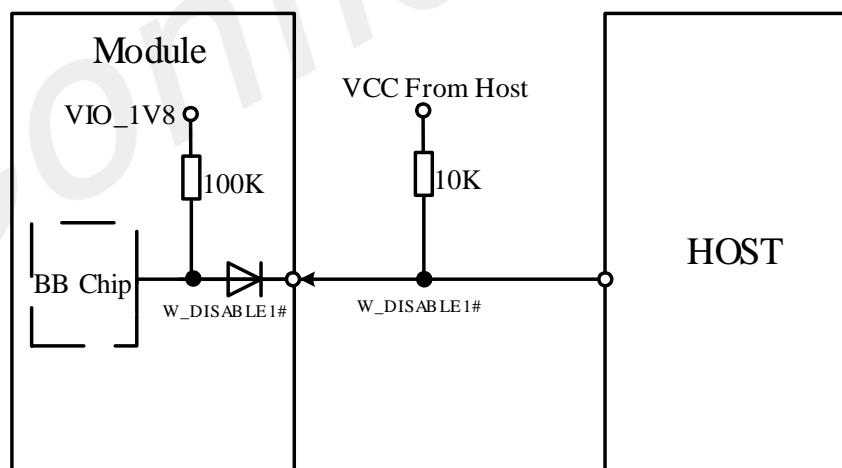 Module
VCC From Host
VIO_1V8
100K
10K
HOST
BB Chip
W_DISABLE1#
W_DISABLE1#